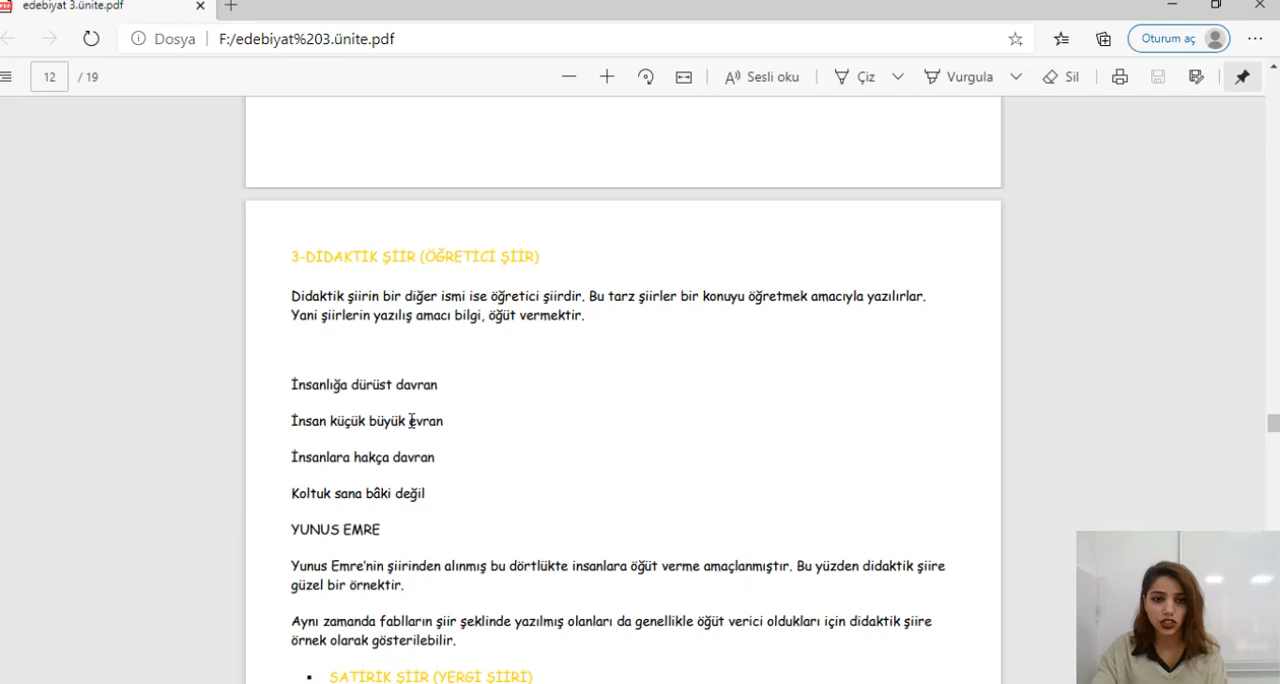 edebiyat 3.ünite.pdf
Dosya F:/edebiyat%203.ünite.pdf Oturum aç
12 / 19 A Sesli oku Çiz Vurgula Sil
3-DİDAKTİK ŞİİR (ÖĞRETİCİ ŞİİR)
Didaktik şiirin bir diğer ismi ise öğretici şiirdir. Bu tarz şiirler bir konuyu öğretmek amacıyla yazılırlar.
Yani şiirlerin yazılış amacı bilgi, öğüt vermektir.
İnsanlığa dürüst davran
İnsan küçük büyük evran
İnsanlara hakça davran
Koltuk sana bâki değil
YUNUS EMRE
Yunus Emre'nin şiirinden alınmış bu dörtlükte insanlara öğüt verme amaçlanmıştır. Bu yüzden didaktik şiire
güzel bir örnektir.
Aynı zamanda fablların şiir şeklinde yazılmış olanları da genellikle öğüt verici oldukları için didaktik şiire
örnek olarak gösterilebilir.
▪ SATİRİK ŞİİR (YERGİ ŞİİRİ)